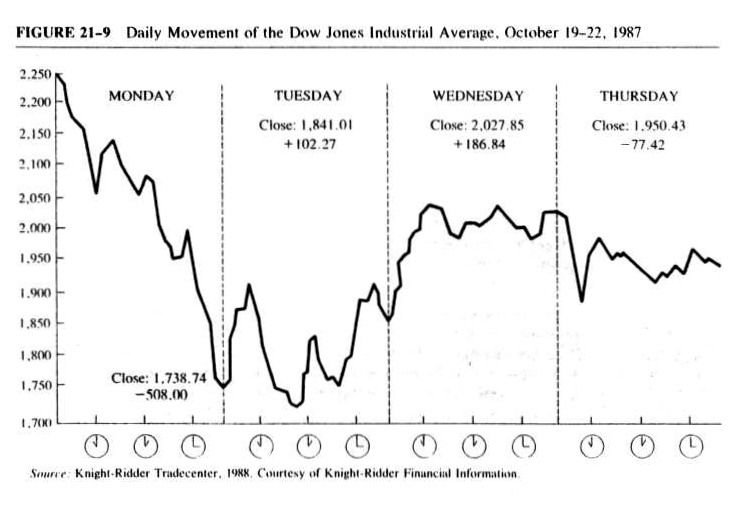 FIGURE 21-9 Daily Movement of the Dow Jones Industrial Average, October 19-22, 1987
2,250
MONDAY TUESDAY WEDNESDAY THURSDAY
2,200
Close: 1,841.01 Close: 2,027.85 Close: 1,950.43
2,150
+102.27 +186.84 -77.42
2,100
2,050
2,000
1,950
1,900
1,850
1,800
Close: 1,738.74
1,750
-508.00
1,700
Source: Knight-Ridder Tradecenter, 1988. Courtesy of Knight-Ridder Financial Information.